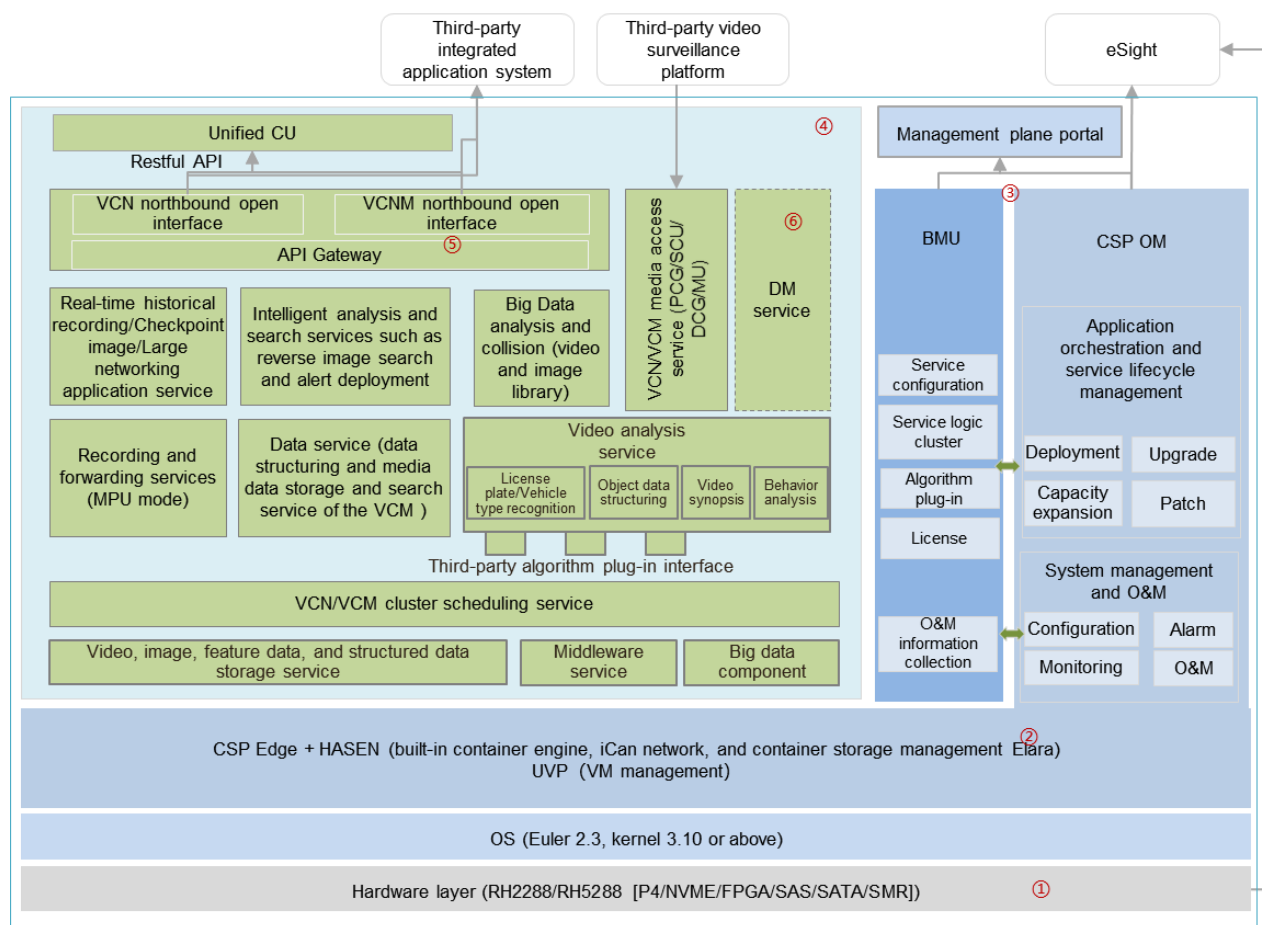 Third-party
integrated
application system
Third-party video
surveillance
platform
eSight
Unified CU
④
Management plane portal
Restful API
VCN northbound open
interface
VCNM northbound open
interface
⑤
API Gateway
VCN/VCM media access
service (PCG/SCU/
DCG/MU)
⑥
DM
service
③
BMU
CSP OM
Real-time historical
recording/Checkpoint
image/Large
networking
application service
Intelligent analysis and
search services such as
reverse image search
and alert deployment
Big Data
analysis and
collision (video
and image
library)
Application
orchestration and
service lifecycle
management
Service
configuration
Service logic
cluster
Algorithm
plug-in
License
Deployment
Upgrade
Capacity
expansion
Patch
Recording and
forwarding services
(MPU mode)
Data service (data
structuring and media
data storage and search
service of the VCM )
Video analysis
service
License
plate/Vehicle
type recognition
Object data
structuring
Video
synopsis
Behavior
analysis
Third-party algorithm plug-in interface
System management
and O&M
O&M
information
collection
Configuration
Alarm
Monitoring
O&M
VCN/VCM cluster scheduling service
Video, image, feature data, and structured data
storage service
Middleware
service
Big data
component
②
CSP Edge + HASEN (built-in container engine, iCan network, and container storage management Elara)
UVP（VM management）
OS (Euler 2.3, kernel 3.10 or above)
Hardware layer (RH2288/RH5288 [P4/NVME/FPGA/SAS/SATA/SMR])
①